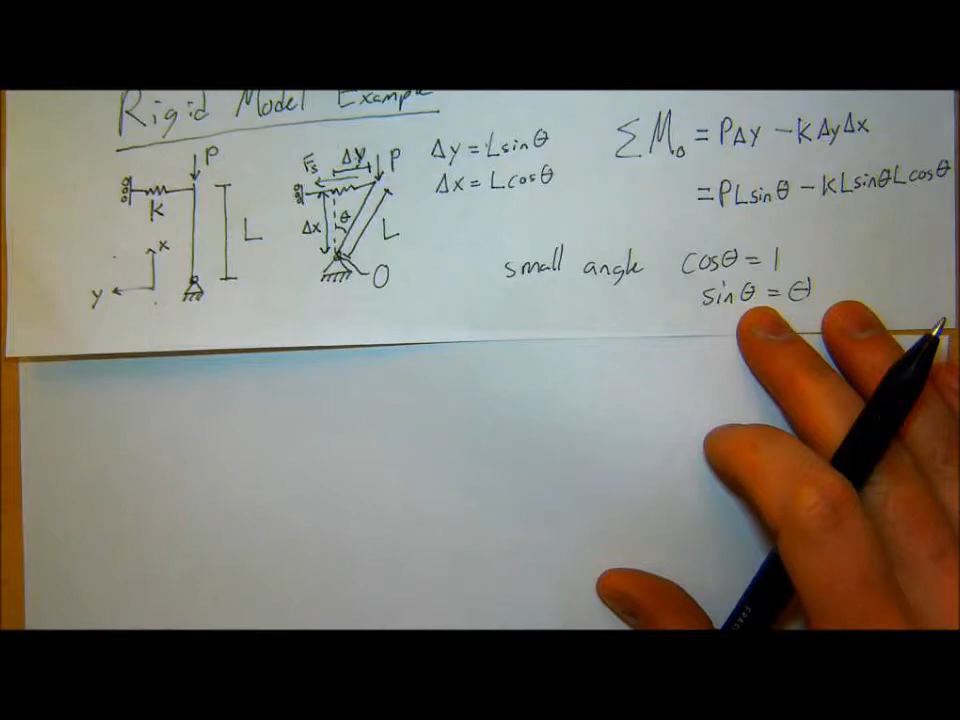 Rigid Model Example
P
K
L
x
y
Fs
Δy
P
Δx
θ
L
O
Δy = L sin θ
Δx = L cos θ
ΣMo = PΔy - KΔyΔx
= PL sin θ - KL sin θ L cos θ
small angle cos θ = 1
sin θ = θ